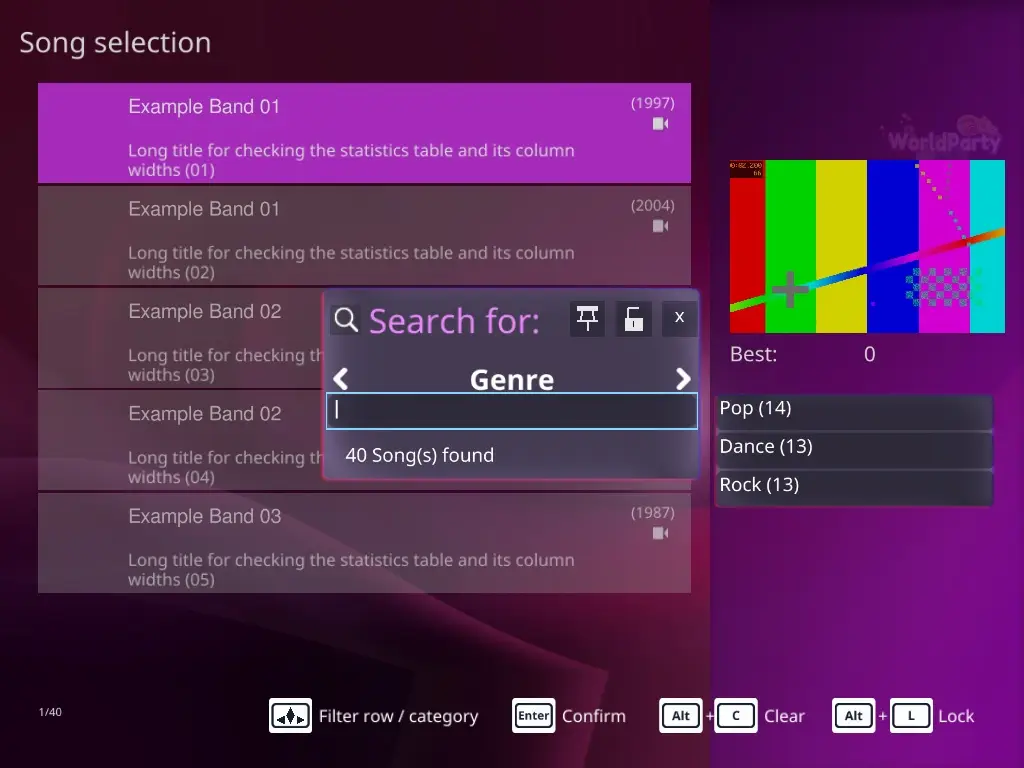 Song selection
Example Band 01
(1997)
Long title for checking the statistics table and its column
widths (01)
Example Band 01
(2004)
Long title for checking the statistics table and its column
widths (02)
Example Band 02
Long title for checking th
widths (03)
Example Band 02
Long title for checking th
widths (04)
Example Band 03
(1987)
Long title for checking the statistics table and its column
widths (05)
Search for:
x
Genre
40 Song(s) found
WorldParty
0:02.200
66
Best: 0
Pop (14)
Dance (13)
Rock (13)
1/40
Filter row / category
Enter Confirm
Alt + C Clear
Alt + L Lock